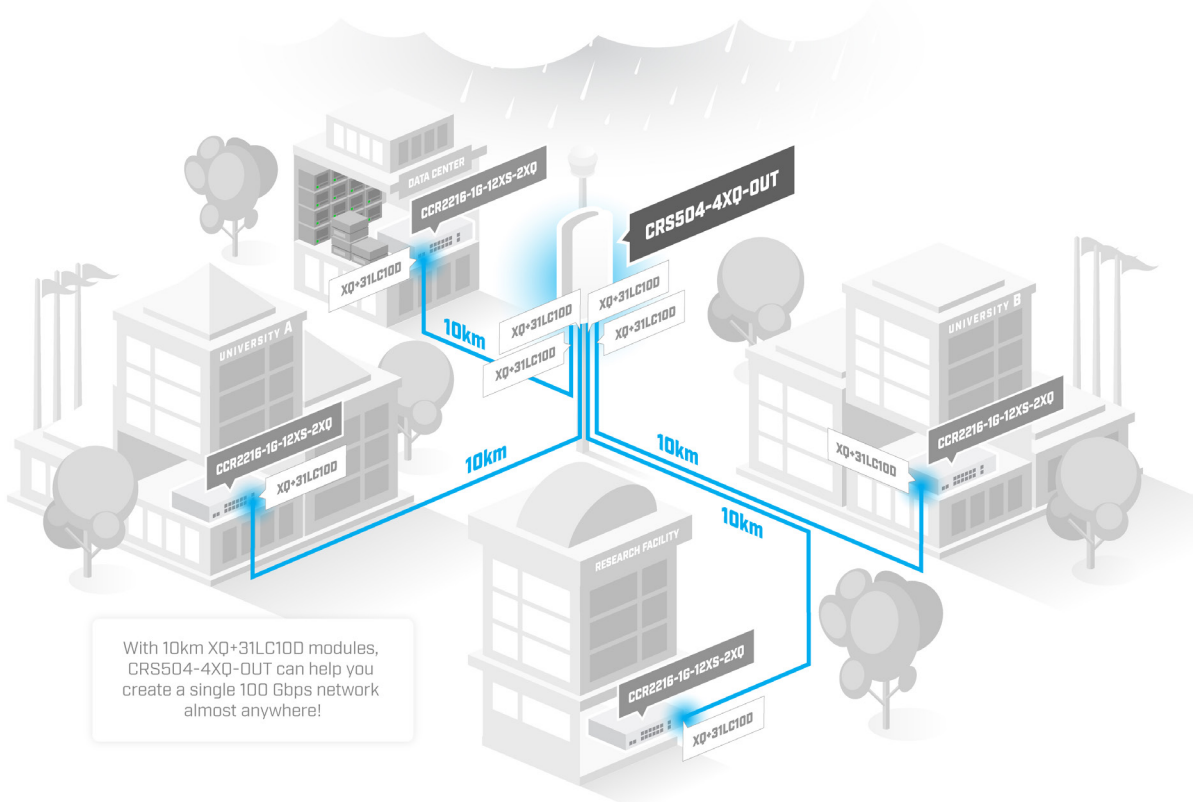 DATA CENTER
CCR2216-1G-12XS-2XQ
CRS504-4XQ-OUT
XQ+31LC10D
XQ+31LC10D
XQ+31LC10D
XQ+31LC10D
XQ+31LC10D
10km
UNIVERSITY A
UNIVERSITY B
CCR2216-1G-12XS-2XQ
XQ+31LC10D
10km
10km
XQ+31LC10D
CCR2216-1G-12XS-2XQ
10km
RESEARCH FACILITY
CCR2216-1G-12XS-2XQ
XQ+31LC10D
With 10km XQ+31LC10D modules,
CRS504-4XQ-OUT can help you
create a single 100 Gbps network
almost anywhere!